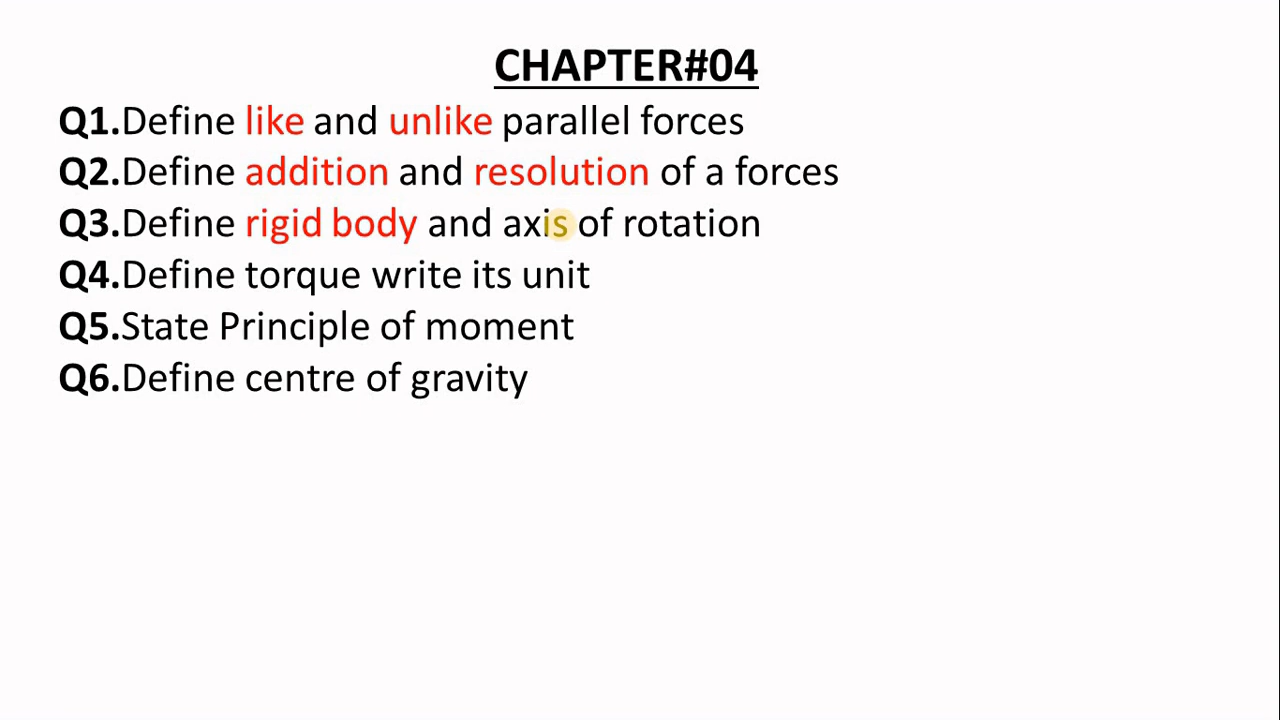 CHAPTER#04
Q1.Define like and unlike parallel forces
Q2.Define addition and resolution of a forces
Q3.Define rigid body and axis of rotation
Q4.Define torque write its unit
Q5.State Principle of moment
Q6.Define centre of gravity